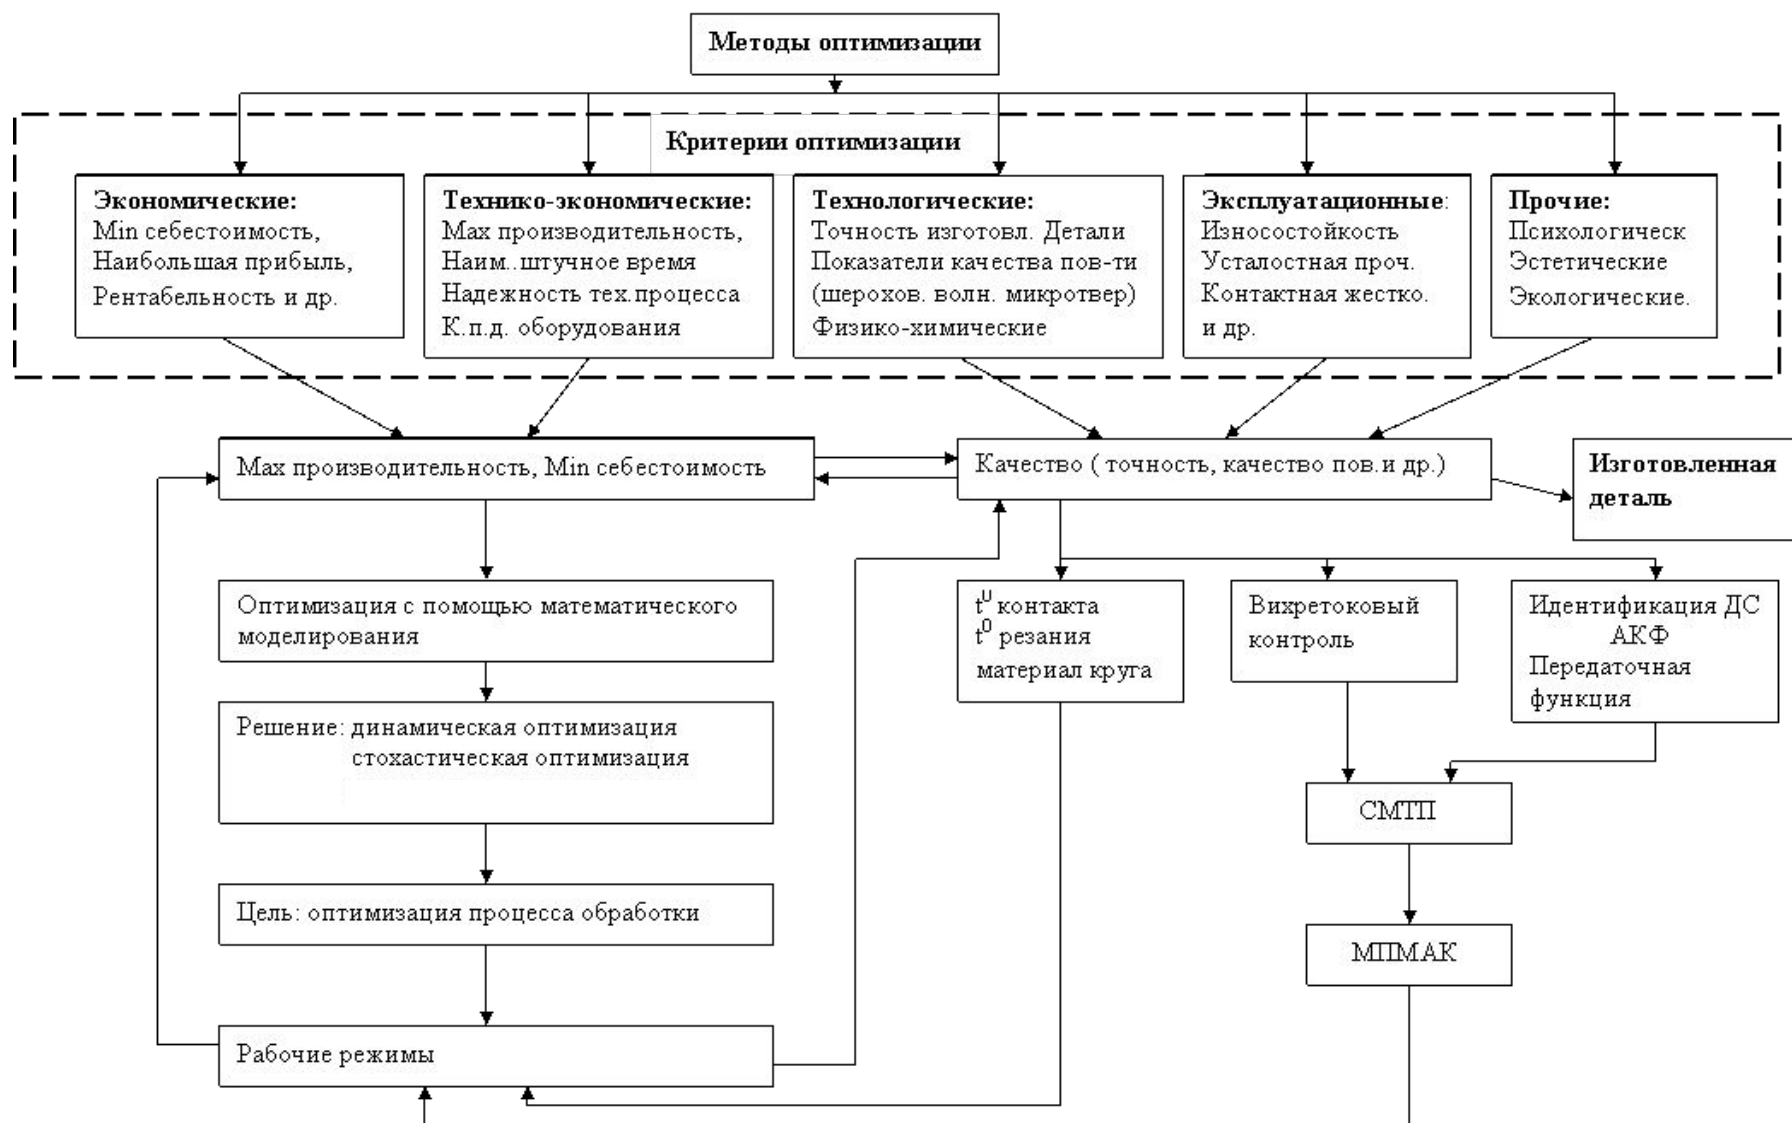 Методы оптимизации
Критерии оптимизации
Экономические:
Min себестоимость,
Наибольшая прибыль,
Рентабельность и др.
Технико-экономические:
Max производительность,
Наим..штучное время
Надежность тех.процесса
К.п.д. оборудования
Технологические:
Точность изготовл. Детали
Показатели качества пов-ти
(шерохов. волн. микротвер)
Физико-химические
Эксплуатационные:
Износостойкость
Усталостная проч.
Контактная жестко.
и др.
Прочие:
Психологическ
Эстетические
Экологические.
Max производительность, Min себестоимость
Качество ( точность, качество пов.и др.)
Изготовленная
деталь
Оптимизация с помощью математического
моделирования
t⁰ контакта
t⁰ резания
материал круга
Вихретоковый
контроль
Идентификация ДС
АКФ
Передаточная
функция
Решение: динамическая оптимизация
стохастическая оптимизация
СМТП
Цель: оптимизация процесса обработки
МПМАК
Рабочие режимы